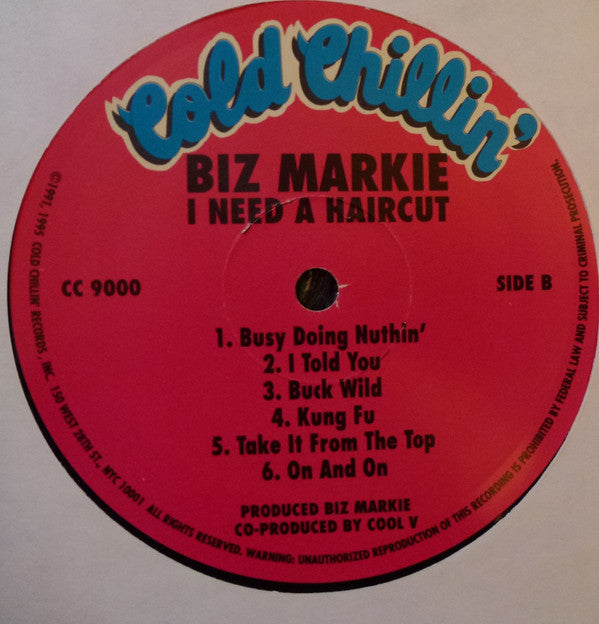 Cold Chillin'
BIZ MARKIE
I NEED A HAIRCUT
CC 9000
SIDE B
1. Busy Doing Nuthin'
2. I Told You
3. Buck Wild
4. Kung Fu
5. Take It From The Top
6. On And On
PRODUCED BIZ MARKIE
CO-PRODUCED BY COOL V
©1991, 1995 COLD CHILLIN' RECORDS, INC. 150 WEST 28TH ST., NYC 10001 ALL RIGHTS RESERVED. WARNING: UNAUTHORIZED REPRODUCTION OF THIS RECORDING IS PROHIBITED BY FEDERAL LAW AND SUBJECT TO CRIMINAL PROSECUTION.